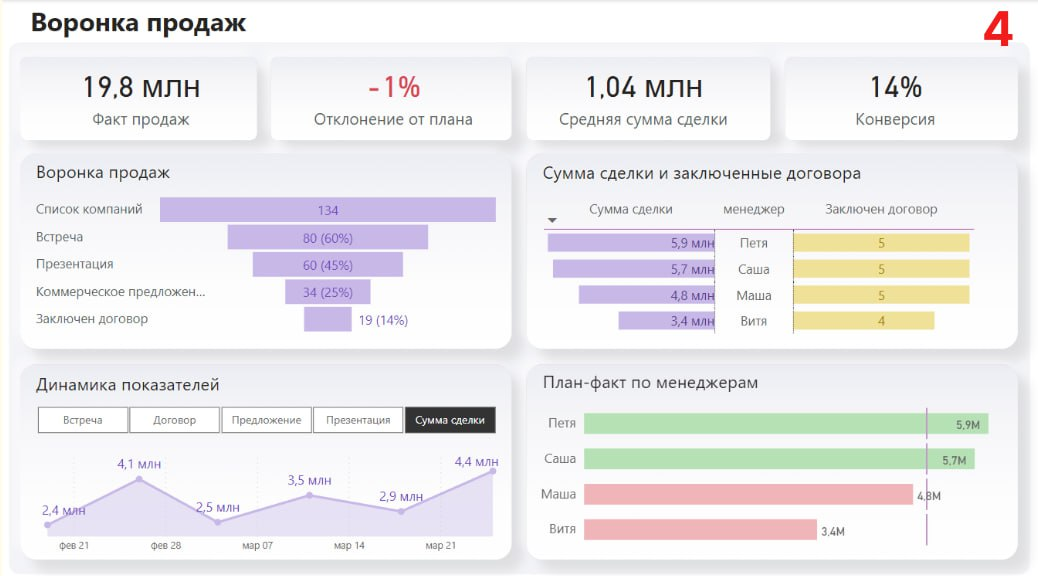 Воронка продаж
4
19,8 млн
Факт продаж
-1%
Отклонение от плана
1,04 млн
Средняя сумма сделки
14%
Конверсия
Воронка продаж
Список компаний 134
Встреча 80 (60%)
Презентация 60 (45%)
Коммерческое предложен... 34 (25%)
Заключен договор 19 (14%)
Сумма сделки и заключенные договора
Сумма сделки менеджер Заключен договор
5,9 млн Петя 5
5,7 млн Саша 5
4,8 млн Маша 5
3,4 млн Витя 4
Динамика показателей
Встреча Договор Предложение Презентация Сумма сделки
2,4 млн 4,1 млн 2,5 млн 3,5 млн 2,9 млн 4,4 млн
фев 21 фев 28 мар 07 мар 14 мар 21
План-факт по менеджерам
Петя 5,9M
Саша 5,7M
Маша 4,8M
Витя 3,4M